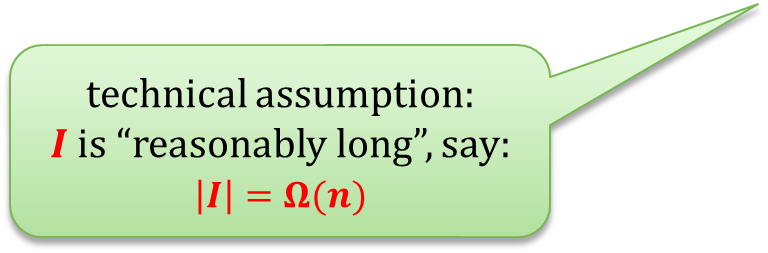 technical assumption:
I is “reasonably long”, say:
|I| = Ω(n)